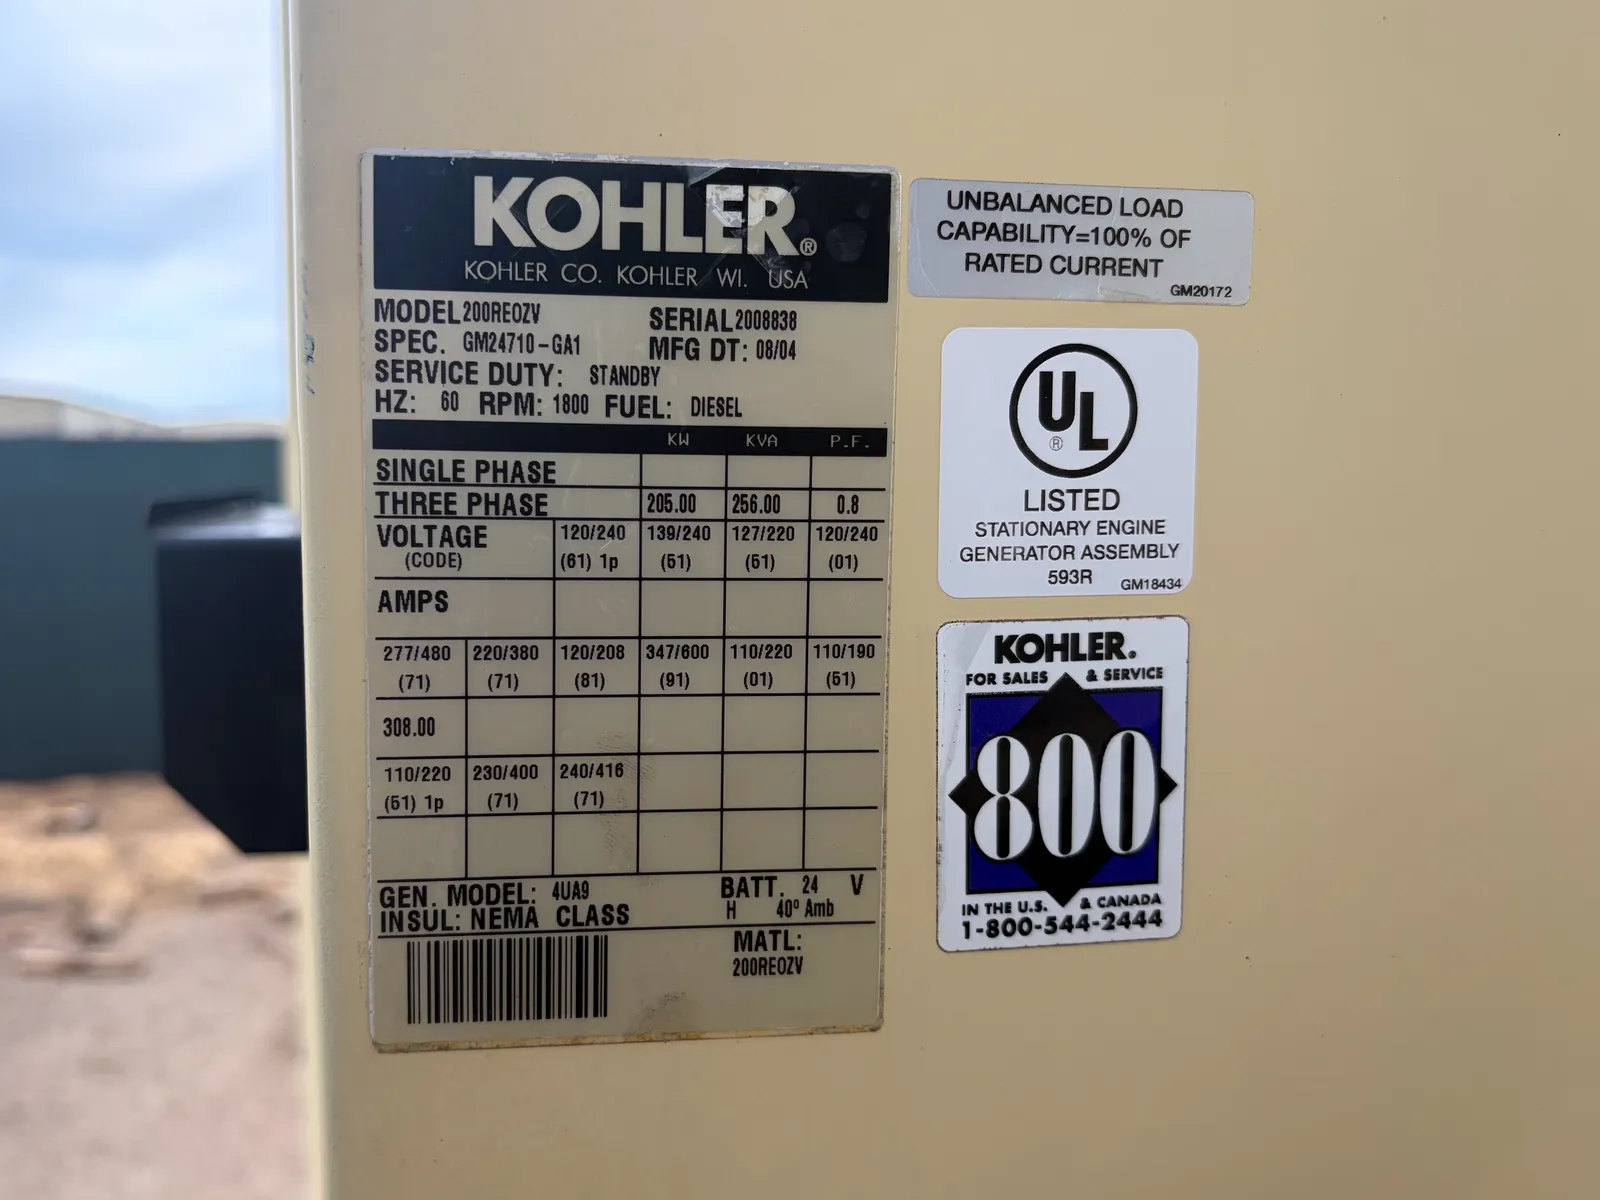 KOHLER®
KOHLER CO. KOHLER WI. USA
MODEL 200REOZV SERIAL 2008838
SPEC. GM24710-GA1 MFG DT: 08/04
SERVICE DUTY: STANDBY
HZ: 60 RPM: 1800 FUEL: DIESEL
KW KVA P.F.
SINGLE PHASE
THREE PHASE 205.00 256.00 0.8
VOLTAGE 120/240 139/240 127/220 120/240
(CODE) (61) 1p (51) (51) (01)
AMPS
277/480 220/380 120/208 347/600 110/220 110/190
(71) (71) (81) (91) (01) (51)
308.00
110/220 230/400 240/416
(51) 1p (71) (71)
GEN. MODEL: 4UA9 BATT. 24 V
INSUL: NEMA CLASS H 40° Amb
MATL:
200REOZV
UNBALANCED LOAD
CAPABILITY=100% OF
RATED CURRENT
GM20172
UL®
LISTED
STATIONARY ENGINE
GENERATOR ASSEMBLY
593R GM18434
KOHLER.
FOR SALES & SERVICE
800
IN THE U.S. & CANADA
1-800-544-2444